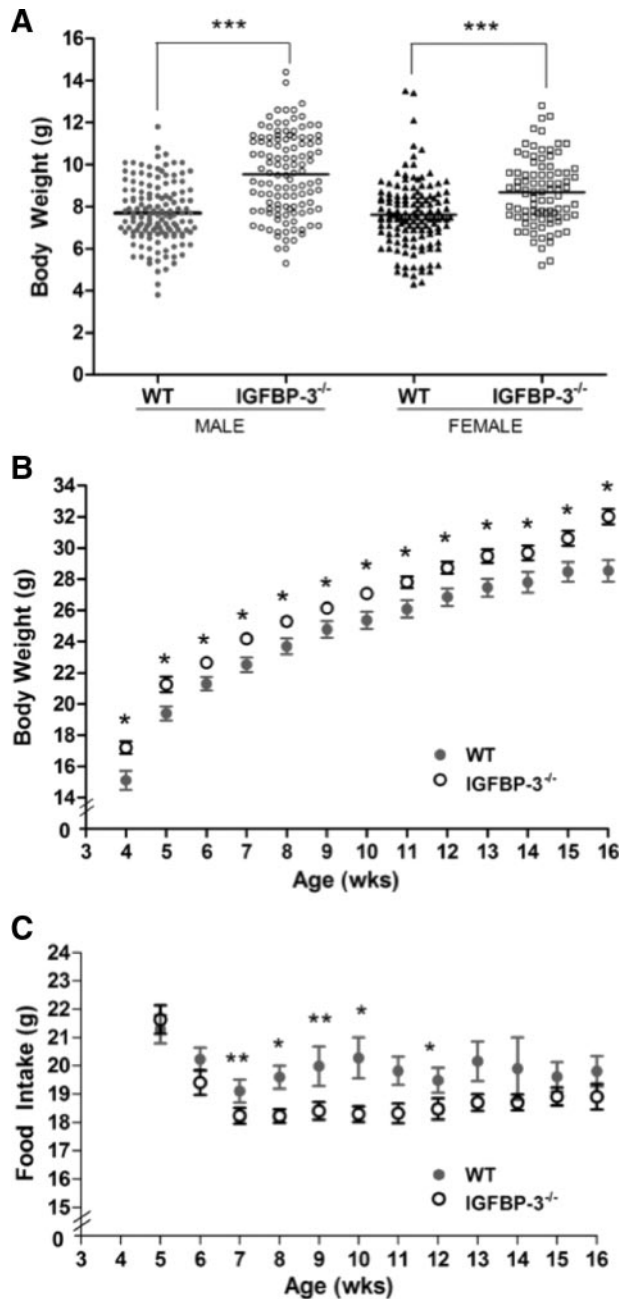 A
*** ***
16
14
12
10
8
6
4
2
0
Body Weight (g)
WT IGFBP-3-/- WT IGFBP-3-/-
MALE FEMALE
B
34
32
30
28
26
24
22
20
18
16
14
0
Body Weight (g)
* * * * * * * * * * * * *
WT
IGFBP-3-/-
3 4 5 6 7 8 9 10 11 12 13 14 15 16
Age (wks)
C
24
23
22
21
20
19
18
17
16
15
0
Food Intake (g)
** * ** * *
WT
IGFBP-3-/-
3 4 5 6 7 8 9 10 11 12 13 14 15 16
Age (wks)